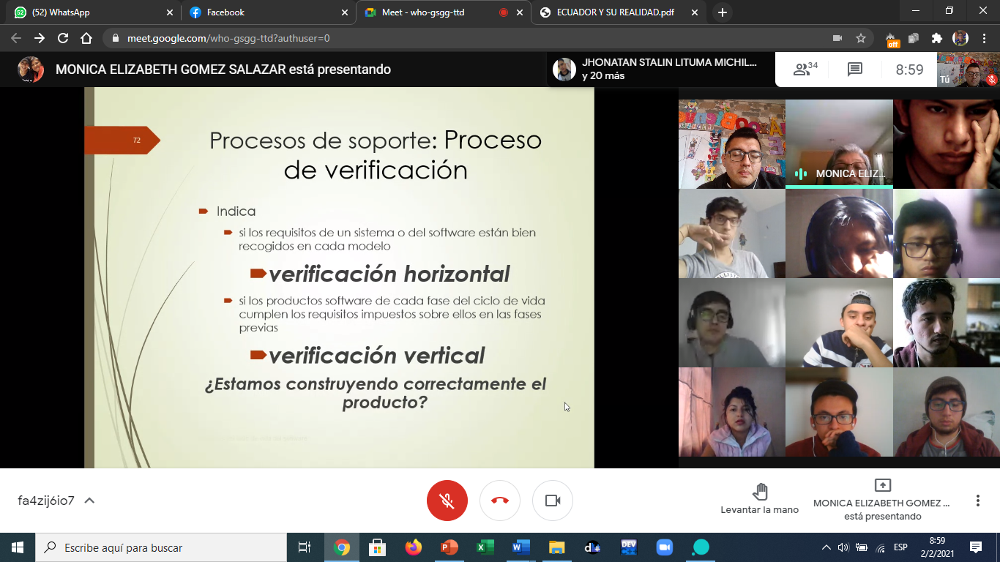 (52) WhatsApp
Facebook
Meet - who-gsgg-ttd
ECUADOR Y SU REALIDAD.pdf
meet.google.com/who-gsgg-ttd?authuser=0
off
MONICA ELIZABETH GOMEZ SALAZAR está presentando
JHONATAN STALIN LITUMA MICHIL...
y 20 más
34
8:59
Tú
72
Procesos de soporte: Proceso
de verificación
Indica
si los requisitos de un sistema o del software están bien
recogidos en cada modelo
verificación horizontal
si los productos software de cada fase del ciclo de vida
cumplen los requisitos impuestos sobre ellos en las fases
previas
verificación vertical
¿Estamos construyendo correctamente el
producto?
MONICA ELIZ...
fa4zij6io7
Levantar la mano
MONICA ELIZABETH GOMEZ ...
está presentando
Escribe aquí para buscar
DEV
ESP
8:59
2/2/2021